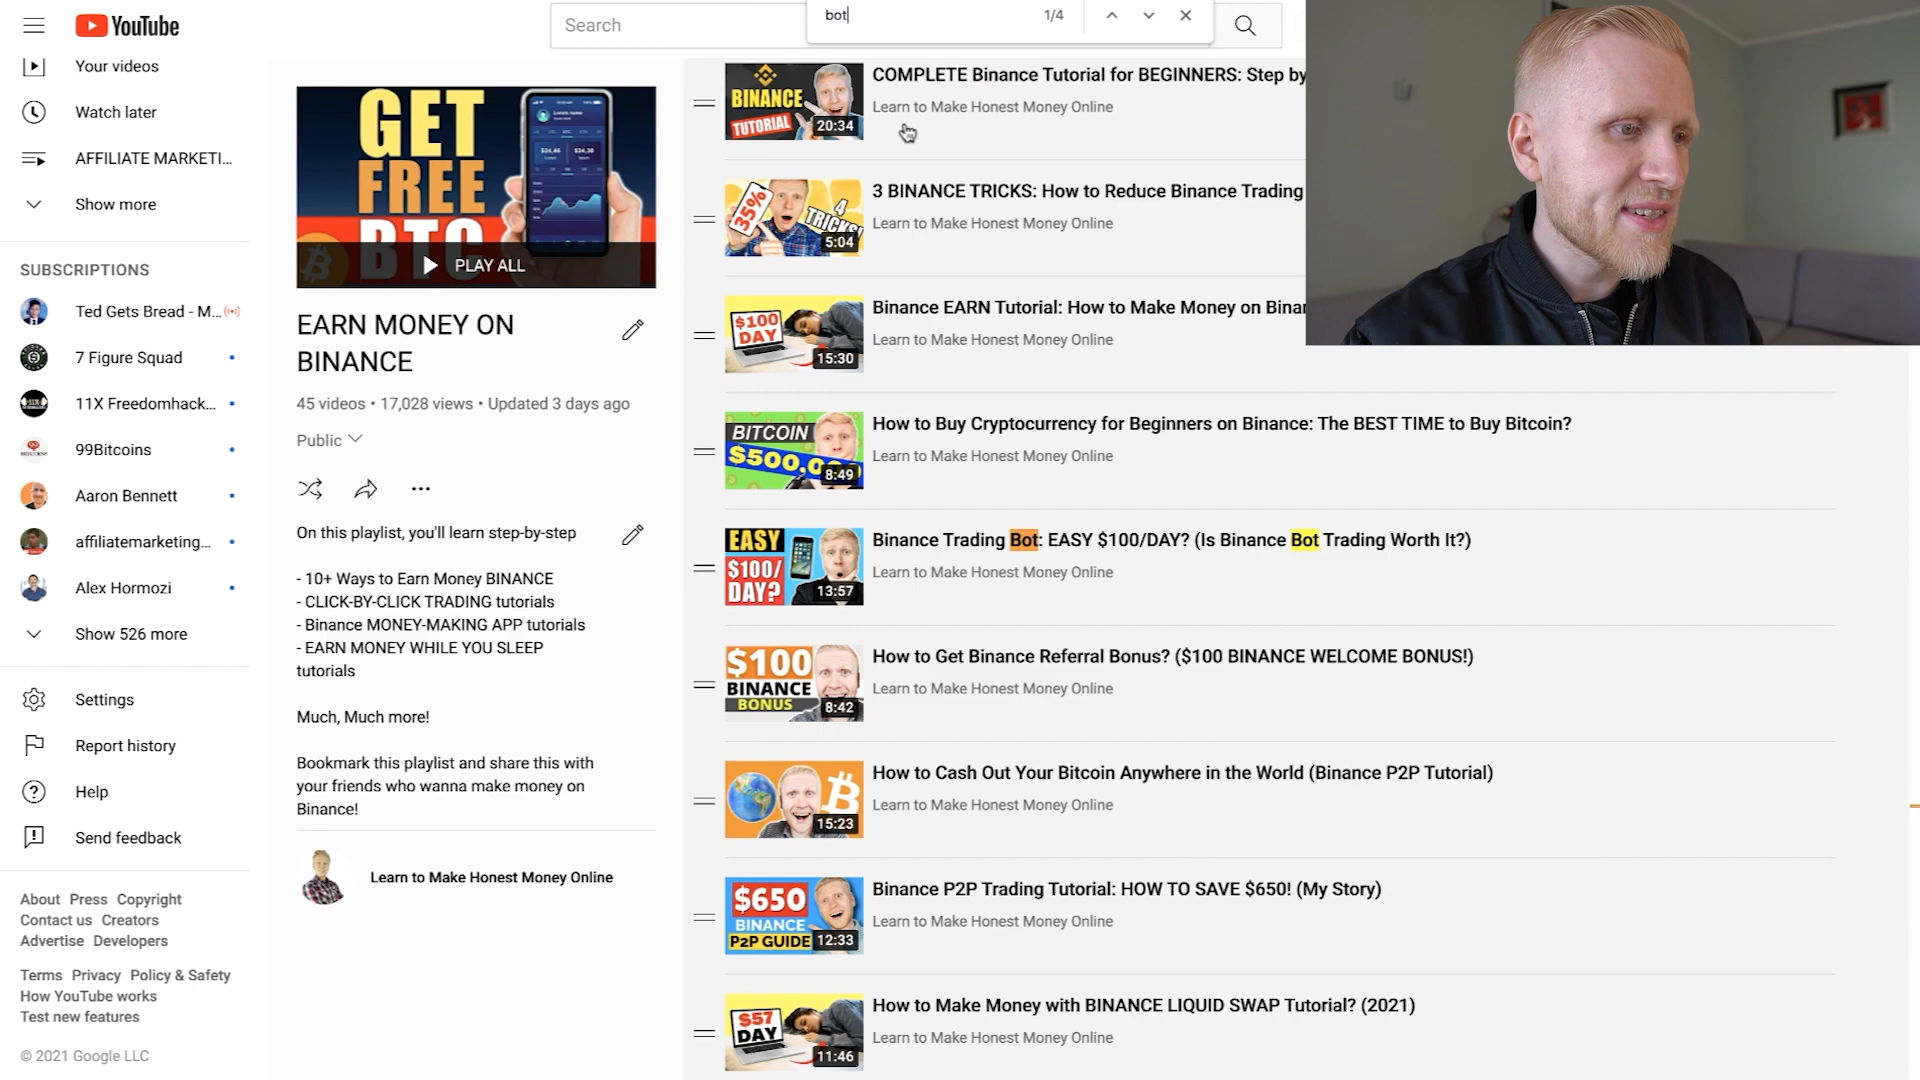 YouTube
Search
bot
1/4
Your videos
Watch later
AFFILIATE MARKETI...
Show more
SUBSCRIPTIONS
Ted Gets Bread - M...
7 Figure Squad
11X Freedomhack...
99Bitcoins
Aaron Bennett
affiliatemarketing...
Alex Hormozi
Show 526 more
Settings
Report history
Help
Send feedback
About Press Copyright
Contact us Creators
Advertise Developers
Terms Privacy Policy & Safety
How YouTube works
Test new features
© 2021 Google LLC
GET
FREE
BTC
PLAY ALL
EARN MONEY ON
BINANCE
45 videos • 17,028 views • Updated 3 days ago
Public
On this playlist, you'll learn step-by-step
- 10+ Ways to Earn Money BINANCE
- CLICK-BY-CLICK TRADING tutorials
- Binance MONEY-MAKING APP tutorials
- EARN MONEY WHILE YOU SLEEP
tutorials
Much, Much more!
Bookmark this playlist and share this with
your friends who wanna make money on
Binance!
Learn to Make Honest Money Online
BINANCE
TUTORIAL
20:34
COMPLETE Binance Tutorial for BEGINNERS: Step by
Learn to Make Honest Money Online
35%
4
TRICKS!
5:04
3 BINANCE TRICKS: How to Reduce Binance Trading
Learn to Make Honest Money Online
$100
DAY
15:30
Binance EARN Tutorial: How to Make Money on Binan
Learn to Make Honest Money Online
BITCOIN
$500,0
8:49
How to Buy Cryptocurrency for Beginners on Binance: The BEST TIME to Buy Bitcoin?
Learn to Make Honest Money Online
EASY
$100/
DAY?
13:57
Binance Trading Bot: EASY $100/DAY? (Is Binance Bot Trading Worth It?)
Learn to Make Honest Money Online
$100
BINANCE
BONUS
8:42
How to Get Binance Referral Bonus? ($100 BINANCE WELCOME BONUS!)
Learn to Make Honest Money Online
15:23
How to Cash Out Your Bitcoin Anywhere in the World (Binance P2P Tutorial)
Learn to Make Honest Money Online
$650
BINANCE
P2P GUIDE
12:33
Binance P2P Trading Tutorial: HOW TO SAVE $650! (My Story)
Learn to Make Honest Money Online
$57
DAY
11:46
How to Make Money with BINANCE LIQUID SWAP Tutorial? (2021)
Learn to Make Honest Money Online